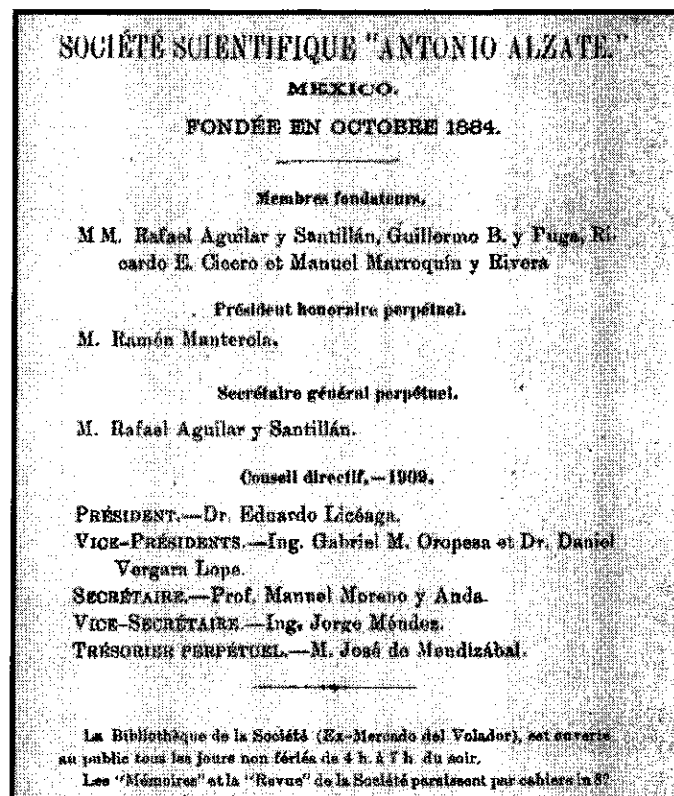 SOCIÉTÉ SCIENTIFIQUE "ANTONIO ALZATE."
MEXICO.
FONDÉE EN OCTOBRE 1884.
Membres fondateurs.
M M. Rafael Aguilar y Santillán, Guillermo B. y Puga, Ri-
cardo E. Cicero et Manuel Marroquín y Rivera
Président honoraire perpétuel.
M. Ramón Manterola.
Secrétaire général perpétuel.
M. Rafael Aguilar y Santillán.
Conseil directif.—1909.
PRÉSIDENT.—Dr. Eduardo Licéaga.
VICE-PRÉSIDENTS.—Ing. Gabriel M. Oropesa et Dr. Daniel
Vergara Lope.
SECRÉTAIRE.—Prof. Manuel Moreno y Anda.
VICE-SECRÉTAIRE.—Ing. Jorge Méndez.
TRÉSORIER PERPÉTUEL.—M. José de Mendizábal.
La Bibliothèque de la Société (Ex-Mercado del Volador), est ouverte
au public tous les jours non fériés de 4 h. à 7 h. du soir.
Les "Mémoires" et la "Revue" de la Société paraissent par cahiers in 8º